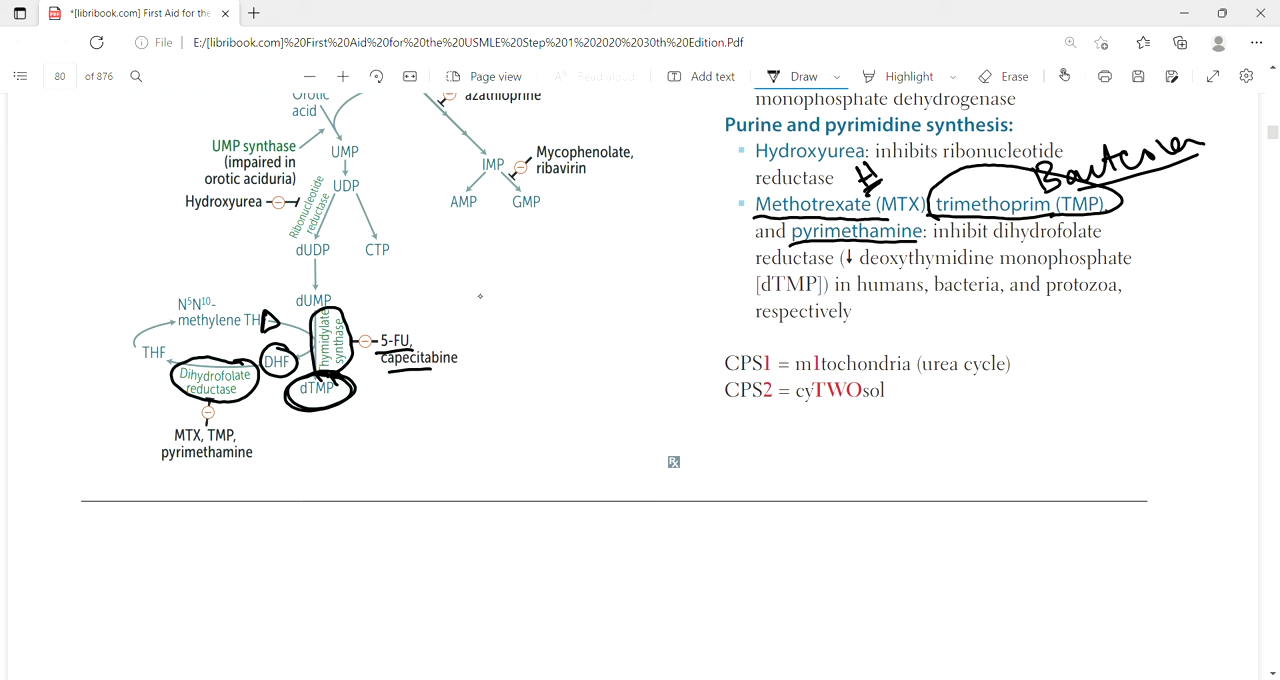 *[libribook.com] First Aid for the
File
E:/[libribook.com]%20First%20Aid%20for%20the%20USMLE%20Step%201%202020%2030th%20Edition.Pdf
80 of 876
Page view
Read aloud
Add text
Draw
Highlight
Erase
Orotic
acid
azathioprine
UMP synthase
(impaired in
orotic aciduria)
UMP
IMP
Mycophenolate,
ribavirin
UDP
Hydroxyurea
Ribonucleotide
reductase
AMP
GMP
dUDP
CTP
dUMP
N5N10-
methylene TH
THF
DHF
hymidylate
synthase
5-FU,
capecitabine
Dihydrofolate
reductase
dTMP
MTX, TMP,
pyrimethamine
monophosphate dehydrogenase
Purine and pyrimidine synthesis:
Hydroxyurea: inhibits ribonucleotide
reductase
H
Methotrexate (MTX), trimethoprim (TMP),
and pyrimethamine: inhibit dihydrofolate
reductase (↓ deoxythymidine monophosphate
[dTMP]) in humans, bacteria, and protozoa,
respectively
CPS1 = m1tochondria (urea cycle)
CPS2 = cyTWOsol
Rx